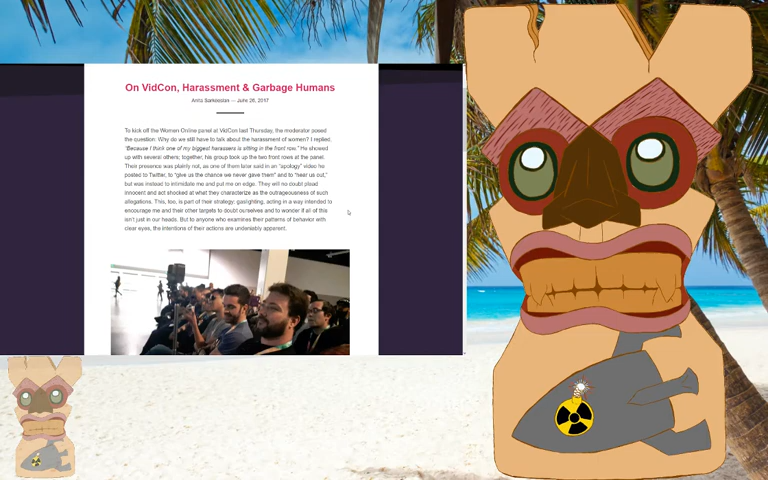 On VidCon, Harassment & Garbage Humans
Anita Sarkeesian — June 26, 2017
To kick off the Women Online panel at VidCon last Thursday, the moderator posed
the question: Why do we still have to talk about the harassment of women? I replied:
"Because I think one of my biggest harassers is sitting in the front row." He showed
up with several others; together, his group took up the two front rows at the panel.
Their presence was plainly not, as one of them later said in an "apology" video he
posted to Twitter, to "give us the chance we never gave them" and to "hear us out,"
but was instead to intimidate me and put me on edge. They will no doubt plead
innocent and act shocked at what they characterize as the outrageousness of such
allegations. This, too, is part of their strategy: gaslighting, acting in a way intended to
encourage me and their other targets to doubt ourselves and to wonder if all of this
isn't just in our heads. But to anyone who examines their patterns of behavior with
clear eyes, the intentions of their actions are undeniably apparent.